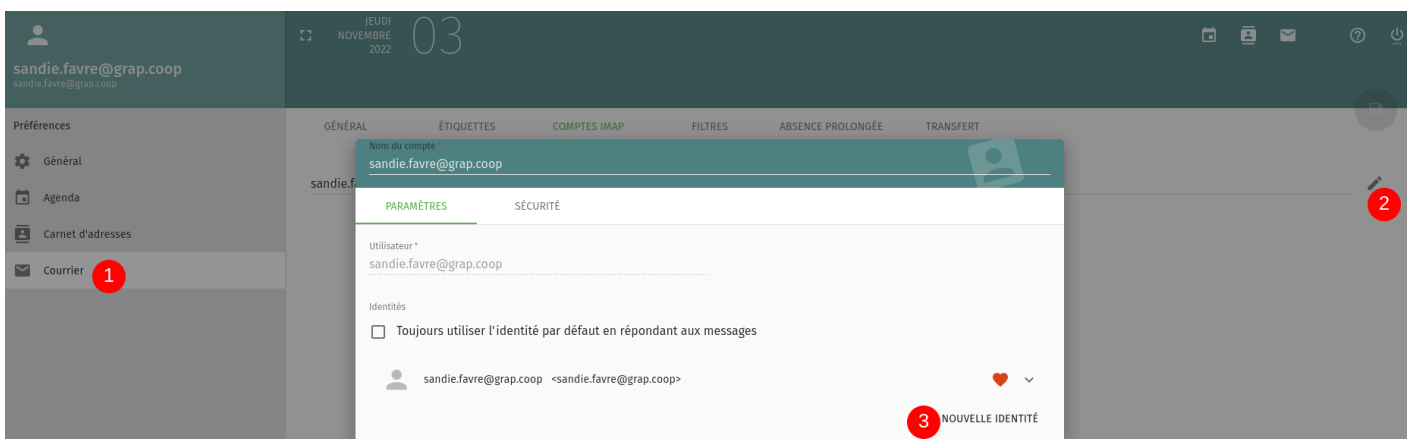 JEUDI
NOVEMBRE
2022
03
sandie.favre@grap.coop
sandie.favre@grap.coop
Préférences
Général
Agenda
Carnet d'adresses
Courrier
1
GÉNÉRAL ÉTIQUETTES COMPTES IMAP FILTRES ABSENCE PROLONGÉE TRANSFERT
sandie.f
2
Nom du compte *
sandie.favre@grap.coop
PARAMÈTRES SÉCURITÉ
Utilisateur *
sandie.favre@grap.coop
Identités
Toujours utiliser l'identité par défaut en répondant aux messages
sandie.favre@grap.coop <sandie.favre@grap.coop>
3 NOUVELLE IDENTITÉ